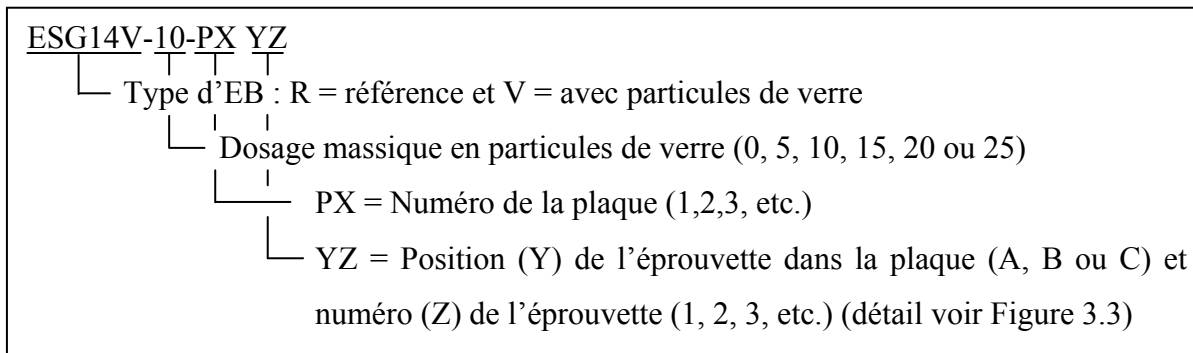 ESG14V-10-PX YZ
Type d’EB : R = référence et V = avec particules de verre
Dosage massique en particules de verre (0, 5, 10, 15, 20 ou 25)
PX = Numéro de la plaque (1,2,3, etc.)
YZ = Position (Y) de l’éprouvette dans la plaque (A, B ou C) et
numéro (Z) de l’éprouvette (1, 2, 3, etc.) (détail voir Figure 3.3)